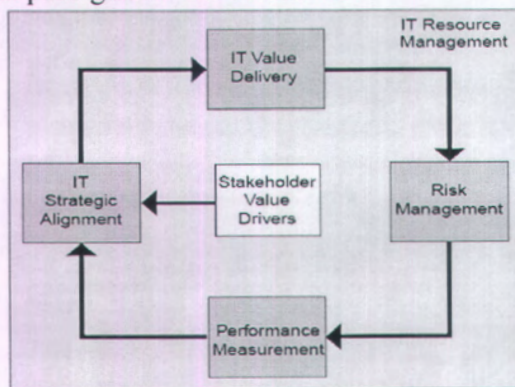 IT Resource
Management
IT Value
Delivery
IT
Strategic
Alignment
Stakeholder
Value
Drivers
Risk
Management
Performance
Measurement